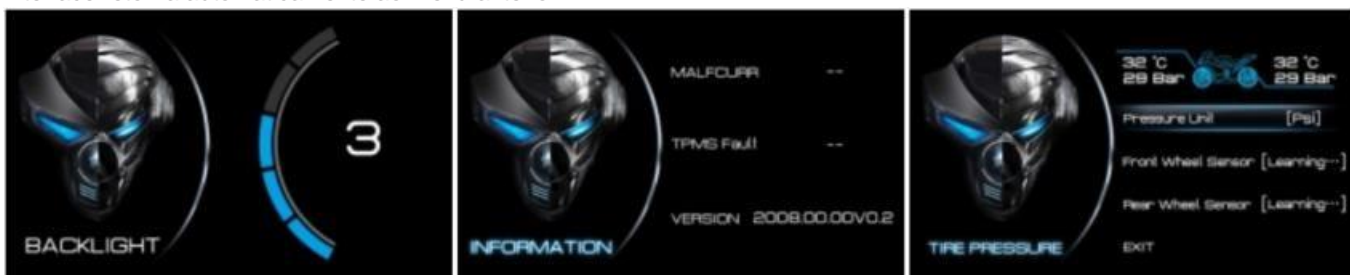 3
BACKLIGHT
MALFCURR --
TPMS Fault --
VERSION 2008.00.00V0.2
INFORMATION
32 °C 32 °C
29 Bar 29 Bar
Pressure Unit [Psi]
Front Wheel Sensor [Learning...]
Rear Wheel Sensor [Learning...]
TIRE PRESSURE
EXIT